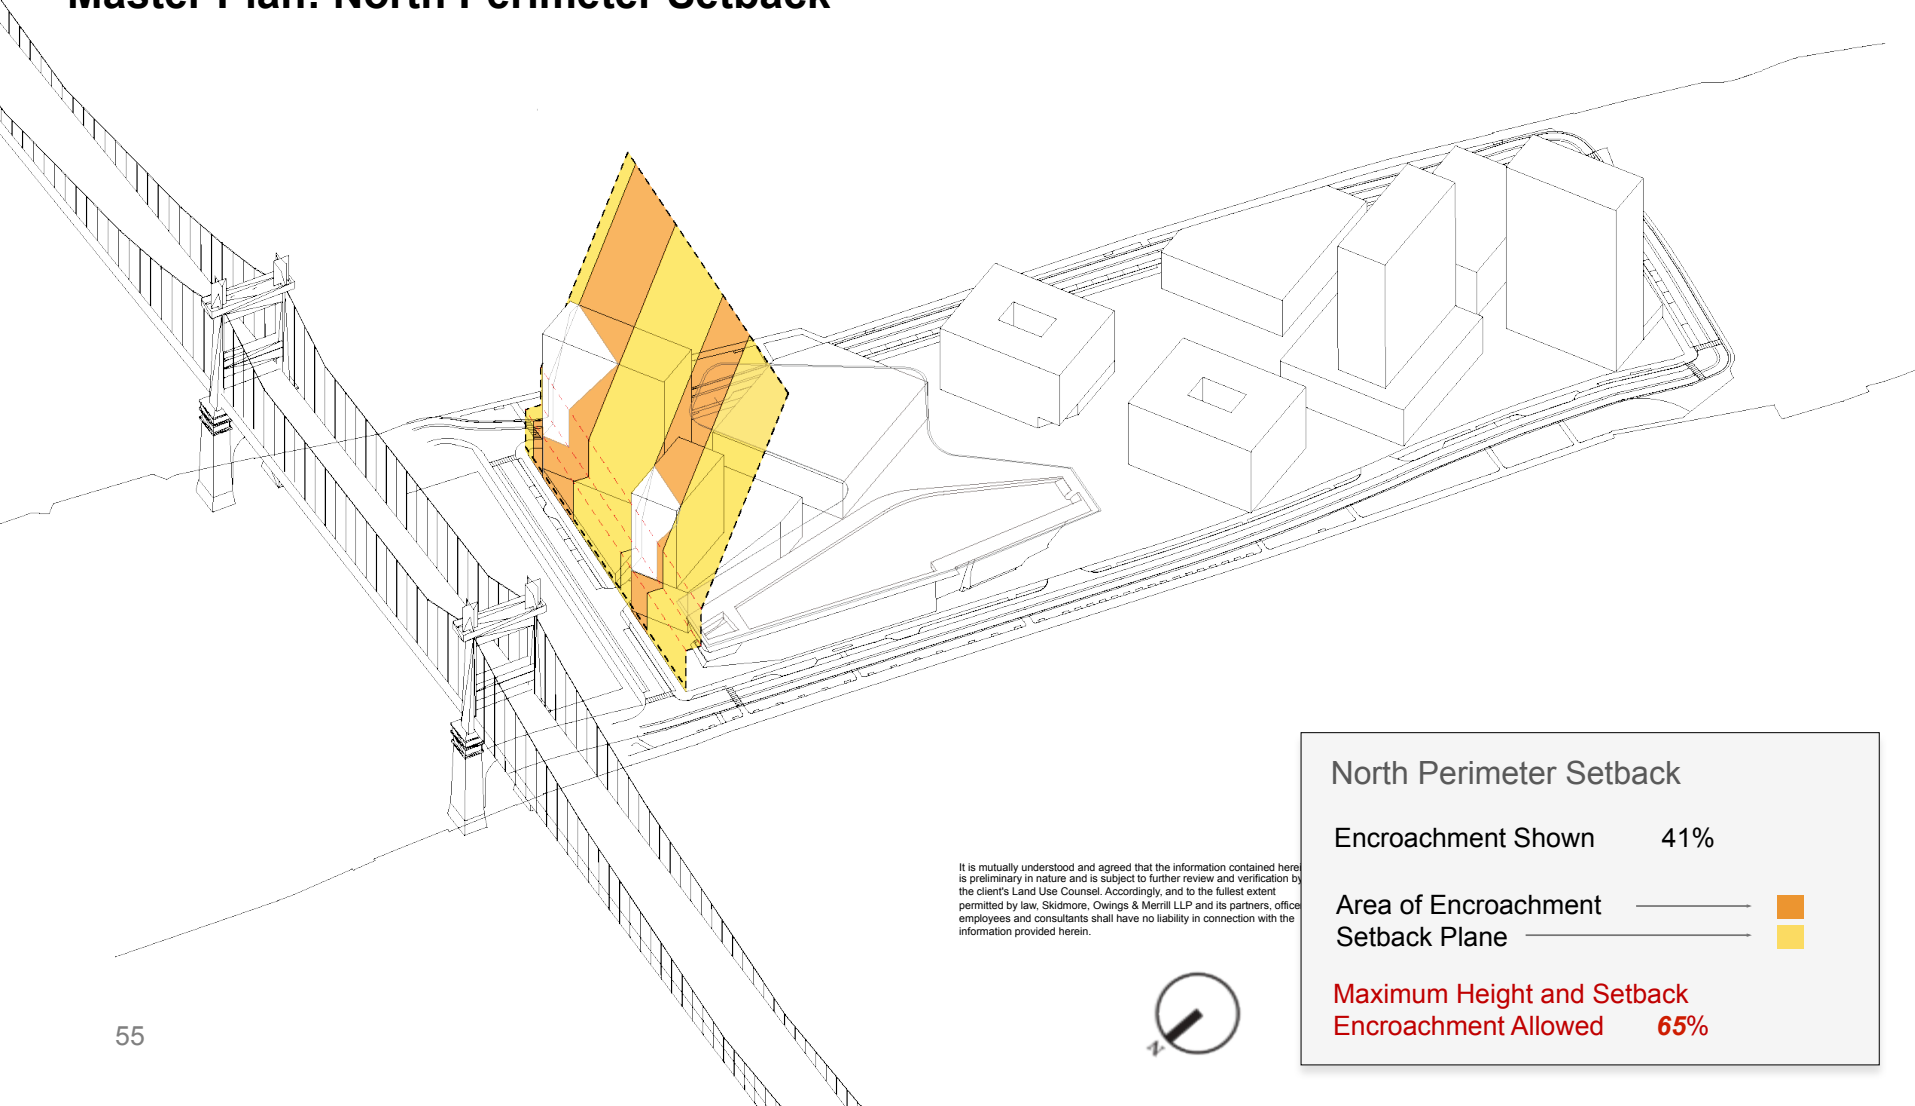 Master Plan: North Perimeter Setback
North Perimeter Setback
Encroachment Shown 41%
Area of Encroachment
Setback Plane
Maximum Height and Setback
Encroachment Allowed 65%
It is mutually understood and agreed that the information contained herei
is preliminary in nature and is subject to further review and verification by
the client's Land Use Counsel. Accordingly, and to the fullest extent
permitted by law, Skidmore, Owings & Merrill LLP and its partners, office
employees and consultants shall have no liability in connection with the
information provided herein.
N
55